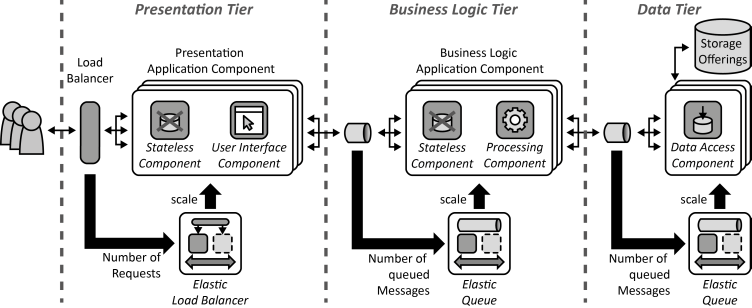 Presentation Tier
Business Logic Tier
Data Tier
Load
Balancer
Presentation
Application Component
Stateless
Component
User Interface
Component
scale
Number of
Requests
Elastic
Load Balancer
Business Logic
Application Component
Stateless
Component
Processing
Component
scale
Number of
queued
Messages
Elastic
Queue
Storage
Offerings
Data Access
Component
scale
Number of
queued
Messages
Elastic
Queue